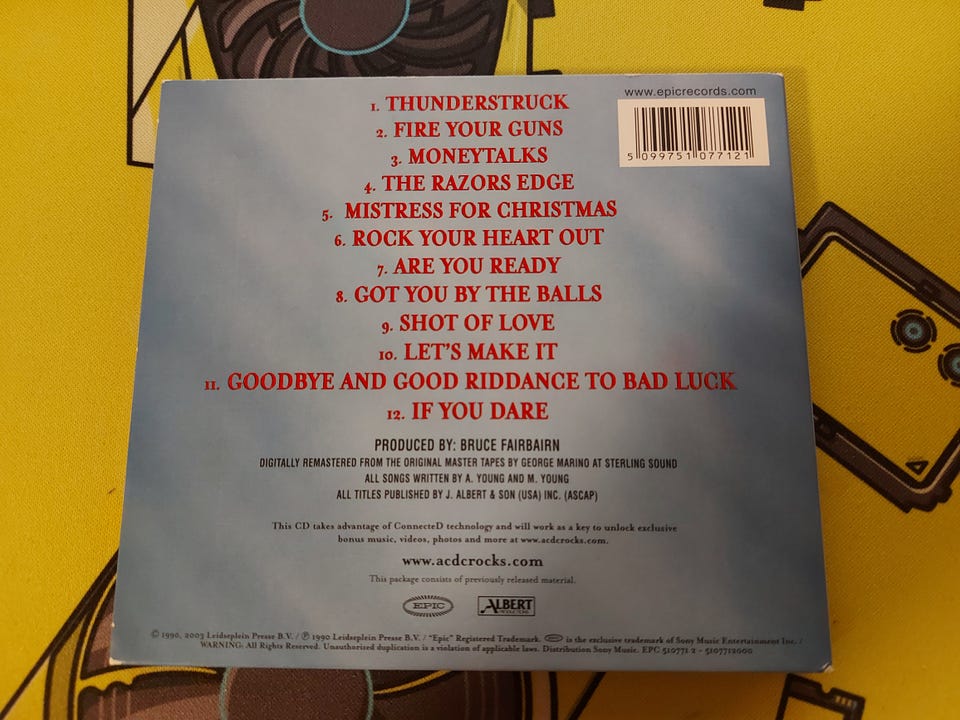 www.epicrecords.com
5 099751 077121
1. THUNDERSTRUCK
2. FIRE YOUR GUNS
3. MONEYTALKS
4. THE RAZORS EDGE
5. MISTRESS FOR CHRISTMAS
6. ROCK YOUR HEART OUT
7. ARE YOU READY
8. GOT YOU BY THE BALLS
9. SHOT OF LOVE
10. LET'S MAKE IT
11. GOODBYE AND GOOD RIDDANCE TO BAD LUCK
12. IF YOU DARE
PRODUCED BY: BRUCE FAIRBAIRN
DIGITALLY REMASTERED FROM THE ORIGINAL MASTER TAPES BY GEORGE MARINO AT STERLING SOUND
ALL SONGS WRITTEN BY A. YOUNG AND M. YOUNG
ALL TITLES PUBLISHED BY J. ALBERT & SON (USA) INC. (ASCAP)
This CD takes advantage of ConnecteD technology and will work as a key to unlock exclusive
bonus music, videos, photos and more at www.acdcrocks.com.
www.acdcrocks.com
This package consists of previously released material.
EPIC ALBERT
© 1990, 2003 Leidseplein Presse B.V. / ℗ 1990 Leidseplein Presse B.V. / "Epic" Registered Trademark. EPIC is the exclusive trademark of Sony Music Entertainment Inc. /
WARNING: All Rights Reserved. Unauthorized duplication is a violation of applicable laws. Distribution Sony Music. EPC 510771 2 - 5107712000